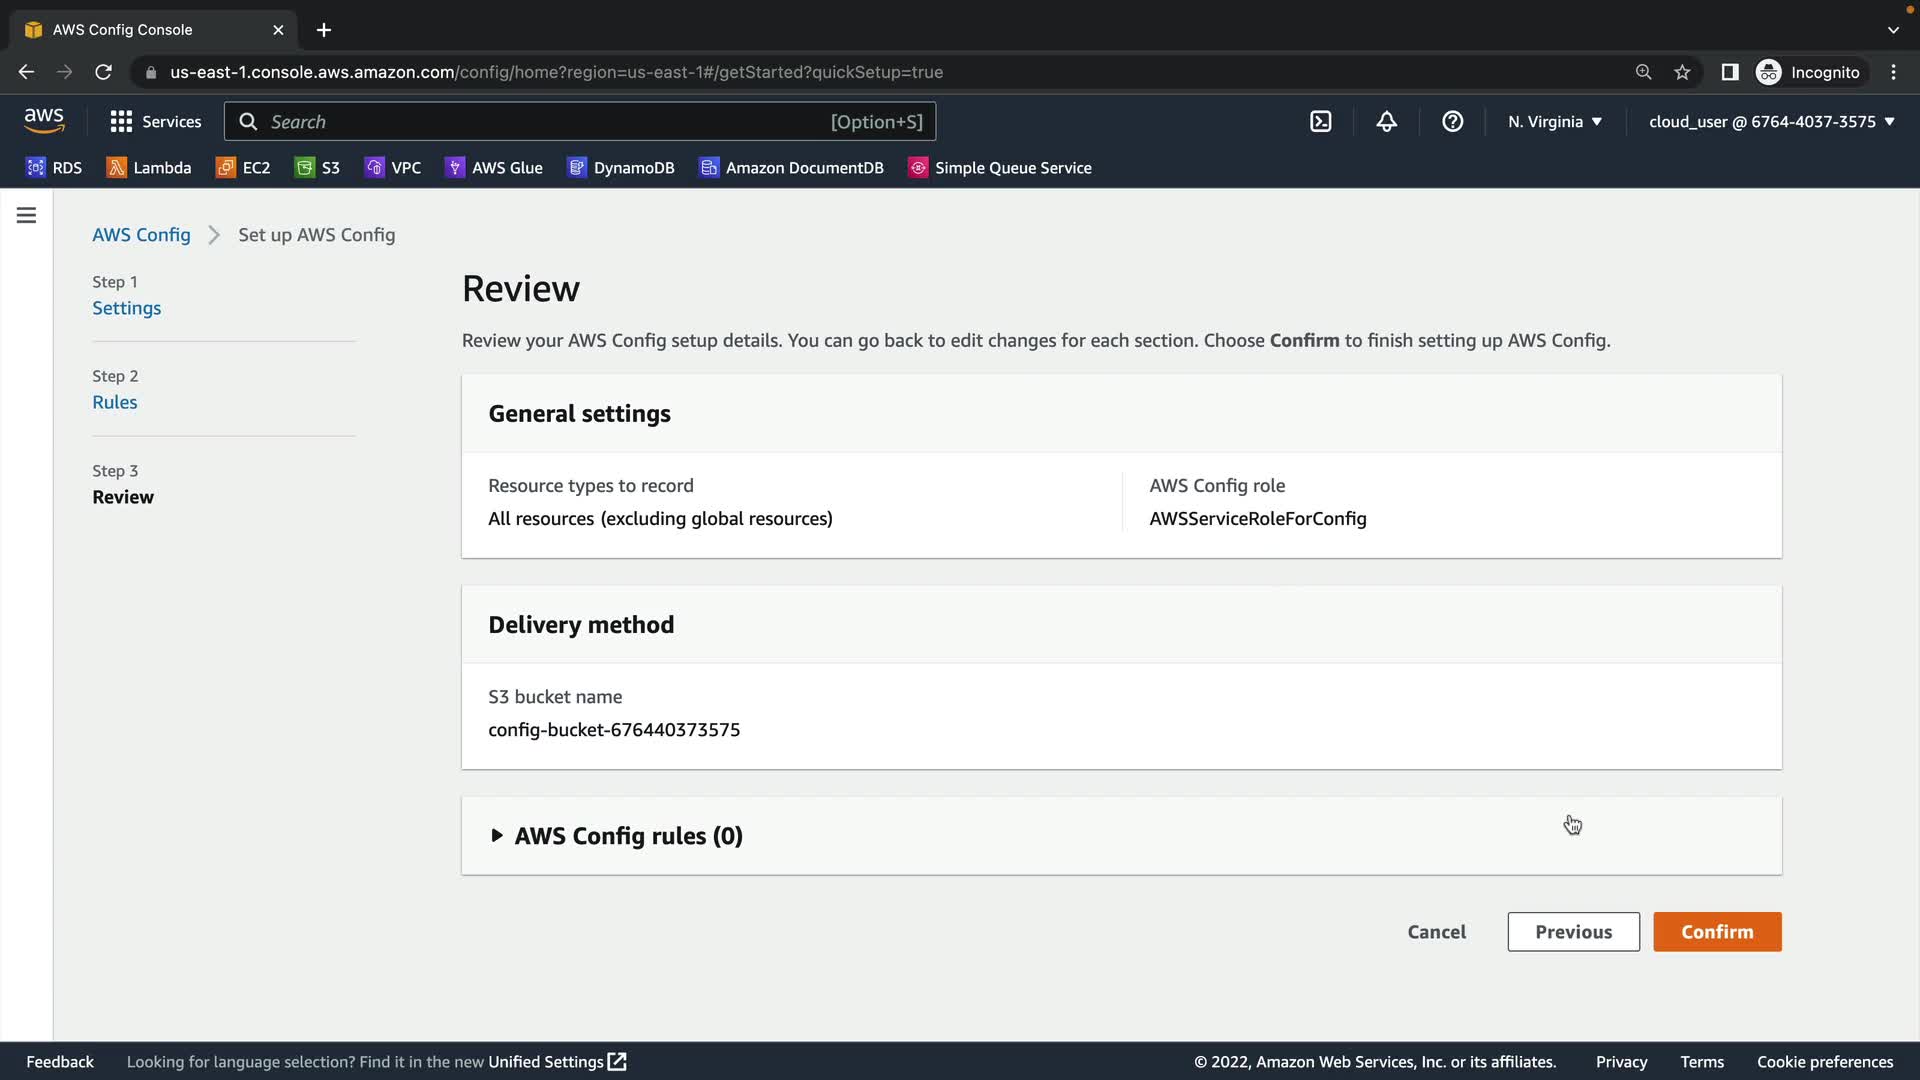 AWS Config Console
us-east-1.console.aws.amazon.com/config/home?region=us-east-1#/getStarted?quickSetup=true
Incognito
aws
Services
Search
[Option+S]
N. Virginia
cloud_user @ 6764-4037-3575
RDS
Lambda
EC2
S3
VPC
AWS Glue
DynamoDB
Amazon DocumentDB
Simple Queue Service
AWS Config
Set up AWS Config
Step 1
Settings
Step 2
Rules
Step 3
Review
Review
Review your AWS Config setup details. You can go back to edit changes for each section. Choose Confirm to finish setting up AWS Config.
General settings
Resource types to record
All resources (excluding global resources)
AWS Config role
AWSServiceRoleForConfig
Delivery method
S3 bucket name
config-bucket-676440373575
AWS Config rules (0)
Cancel
Previous
Confirm
Feedback
Looking for language selection? Find it in the new Unified Settings
© 2022, Amazon Web Services, Inc. or its affiliates.
Privacy
Terms
Cookie preferences